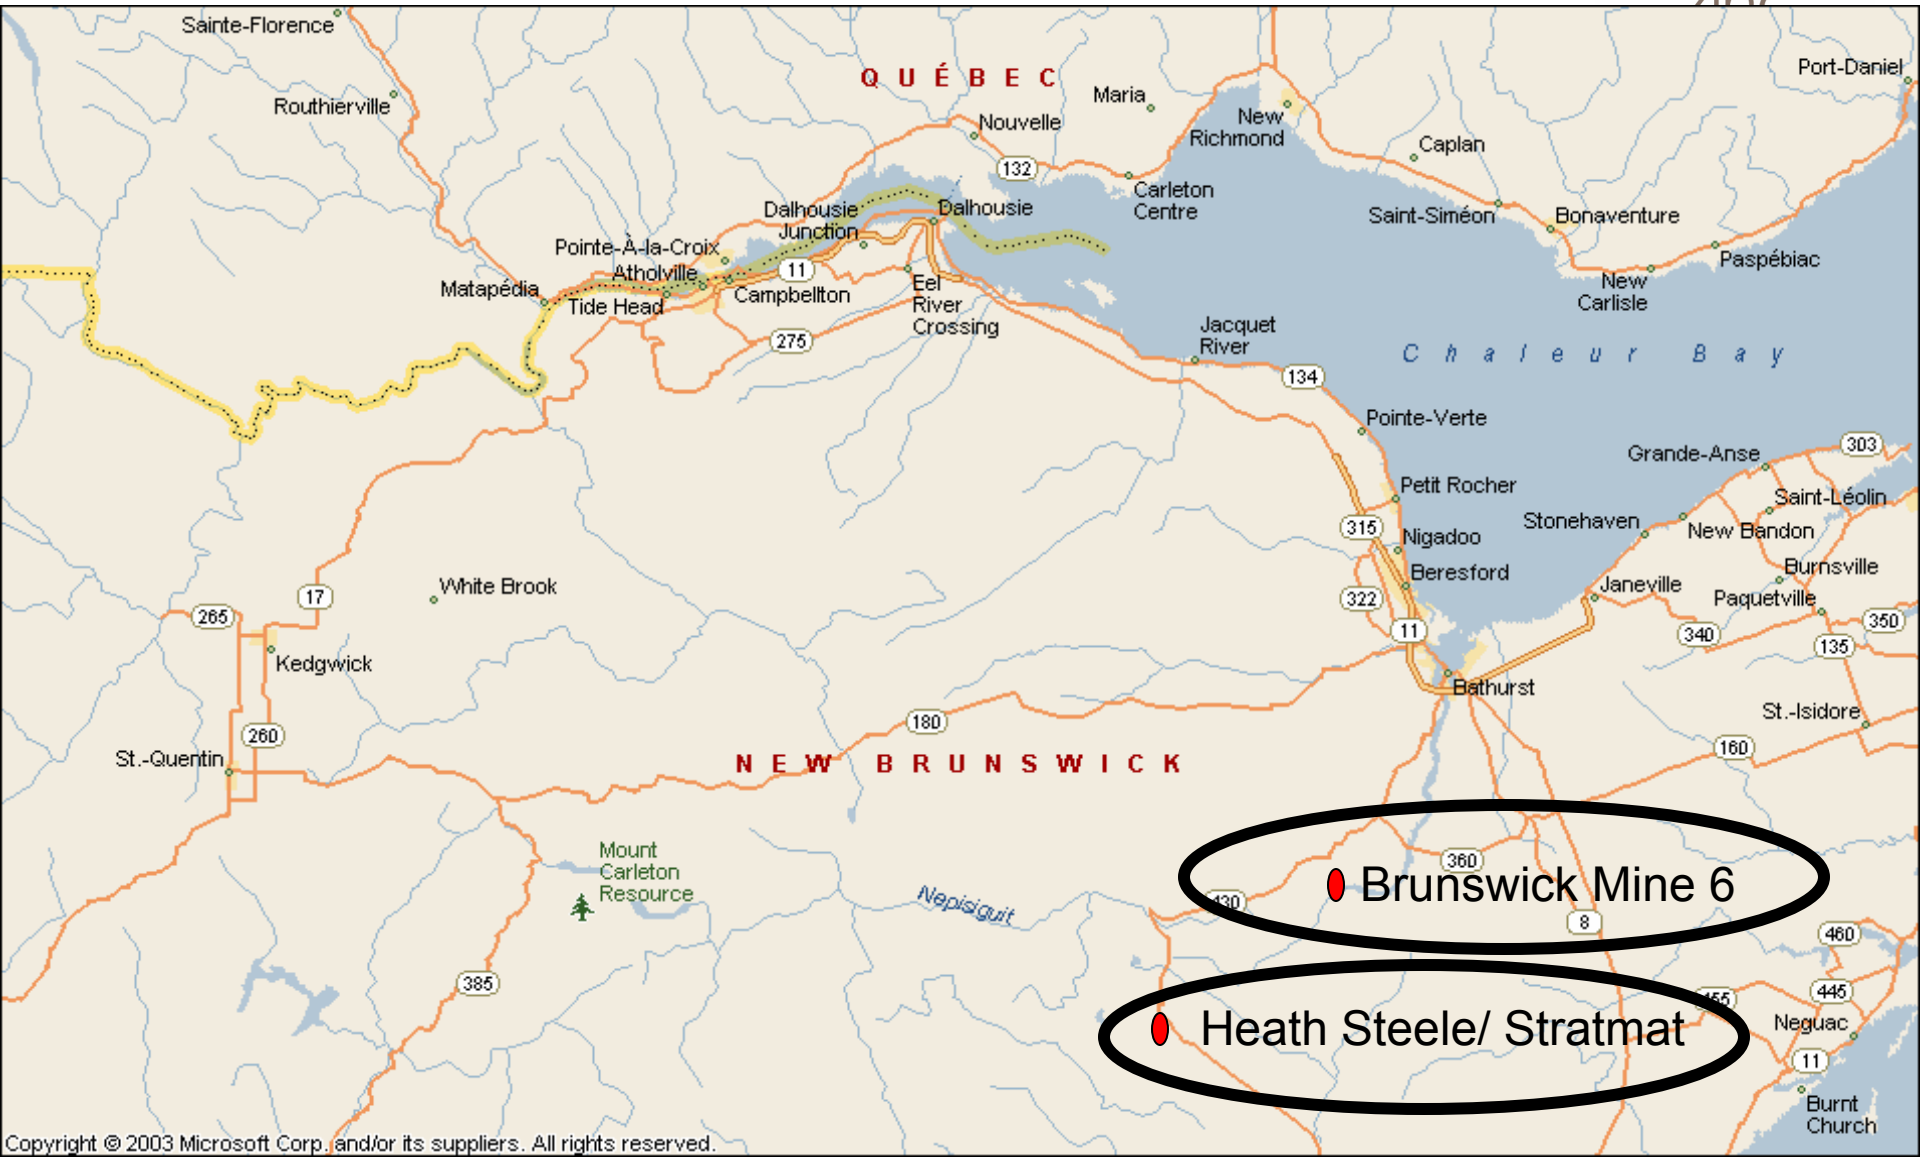 Sainte-Florence
QUÉBEC
Port-Daniel
Routhierville
Maria
New
Richmond
Nouvelle
Caplan
132
Carleton
Centre
Dalhousie
Junction
Dalhousie
Saint-Siméon
Bonaventure
Pointe-À-la-Croix
Atholville
11
Paspébiac
Matapédia
Tide Head
Campbellton
Eel
River
Crossing
New
Carlisle
275
Jacquet
River
Chaleur Bay
134
Pointe-Verte
Grande-Anse
303
Petit Rocher
Saint-Léolin
315
Stonehaven
New Bandon
Nigadoo
Beresford
Burnsville
White Brook
Janeville
17
322
Paquetville
265
11
340
350
135
Kedgwick
Bathurst
180
St.-Isidore
260
160
St.-Quentin
NEW BRUNSWICK
Mount
Carleton
Resource
360
Brunswick Mine 6
Nepisiguit
430
8
460
385
455
445
Heath Steele/ Stratmat
Neguac
11
Burnt
Church
Copyright © 2003 Microsoft Corp. and/or its suppliers. All rights reserved.